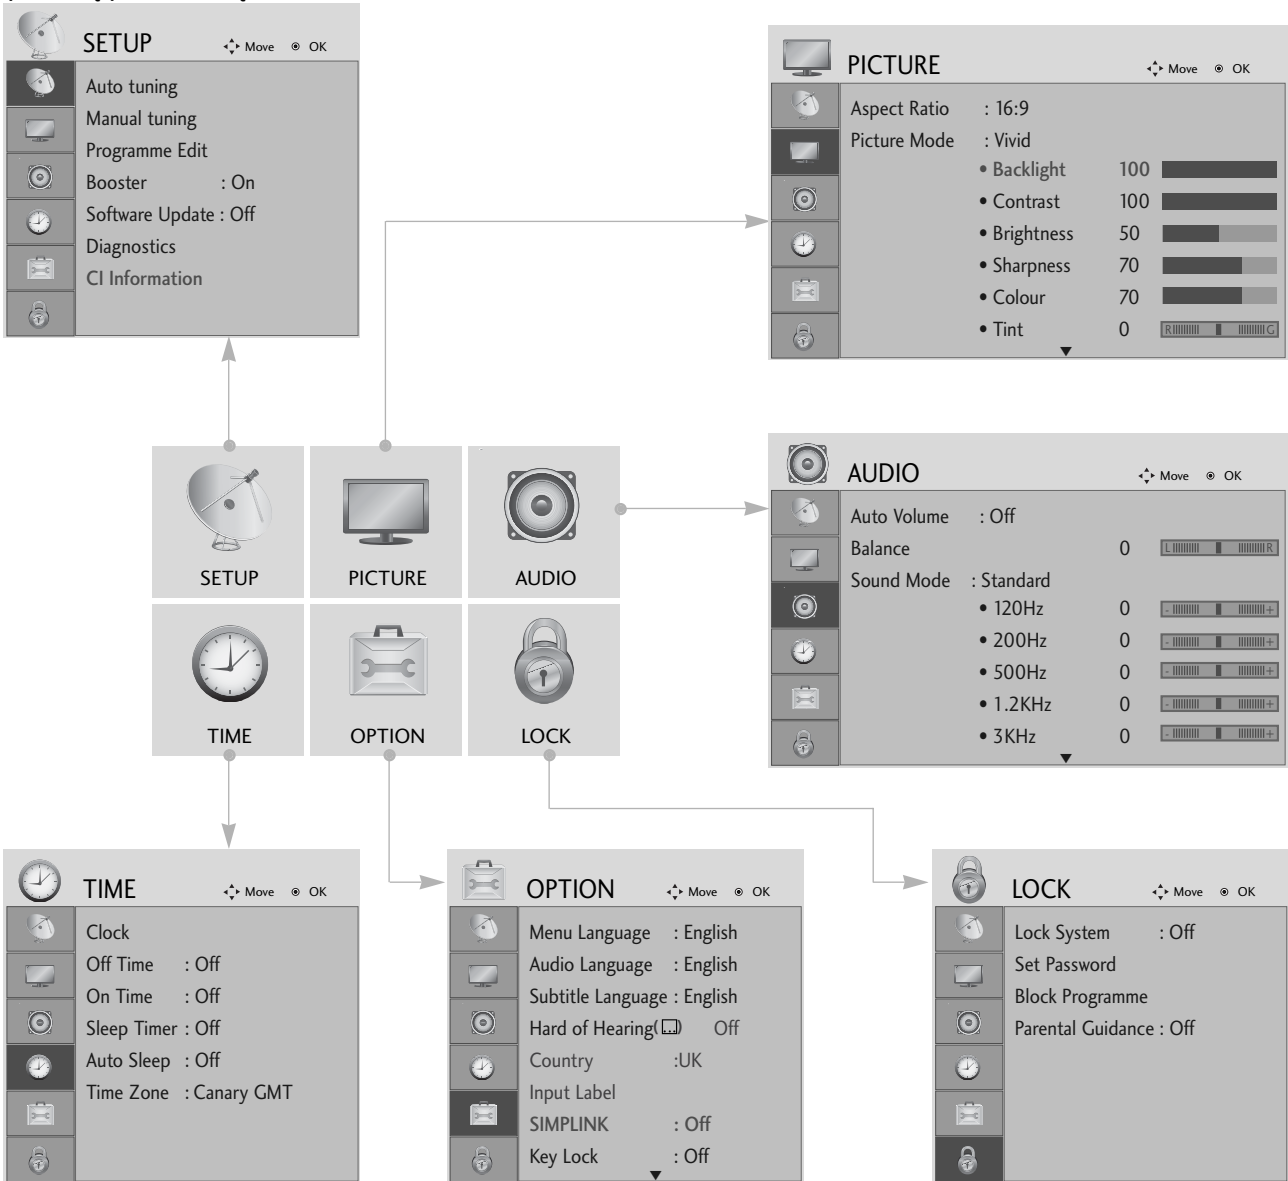 SETUP Move OK
Auto tuning
Manual tuning
Programme Edit
Booster : On
Software Update : Off
Diagnostics
CI Information
PICTURE Move OK
Aspect Ratio : 16:9
Picture Mode : Vivid
• Backlight 100
• Contrast 100
• Brightness 50
• Sharpness 70
• Colour 70
• Tint 0 R G
SETUP
PICTURE
AUDIO
TIME
OPTION
LOCK
AUDIO Move OK
Auto Volume : Off
Balance 0 L R
Sound Mode : Standard
• 120Hz 0 - +
• 200Hz 0 - +
• 500Hz 0 - +
• 1.2KHz 0 - +
• 3KHz 0 - +
TIME Move OK
Clock
Off Time : Off
On Time : Off
Sleep Timer : Off
Auto Sleep : Off
Time Zone : Canary GMT
OPTION Move OK
Menu Language : English
Audio Language : English
Subtitle Language : English
Hard of Hearing( ) Off
Country :UK
Input Label
SIMPLINK : Off
Key Lock : Off
LOCK Move OK
Lock System : Off
Set Password
Block Programme
Parental Guidance : Off